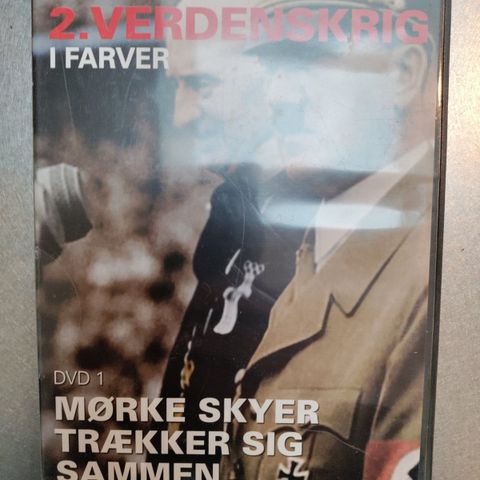 2.VERDENSKRIG
I FARVER
DVD 1
MØRKE SKYER
TRÆKKER SIG
SAMMEN